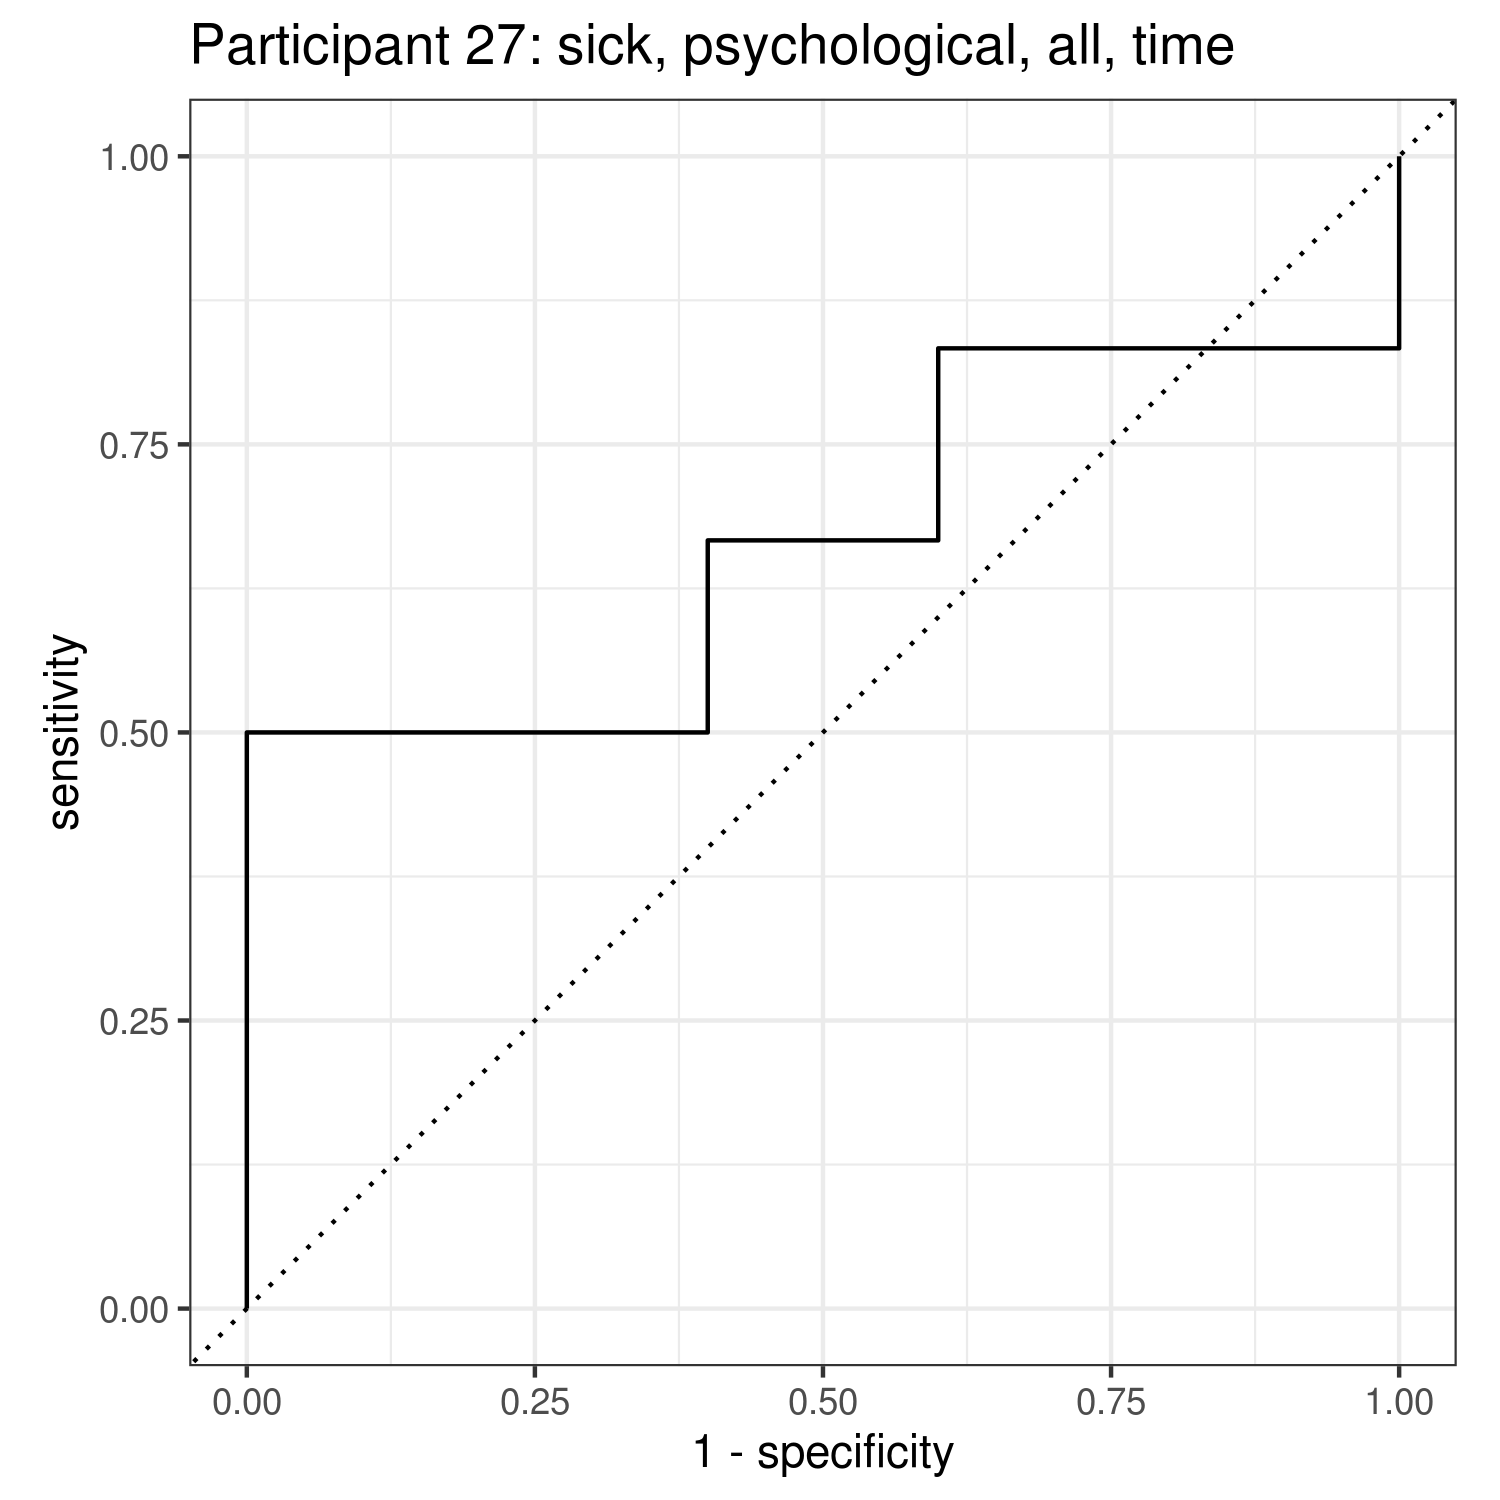 Participant 27: sick, psychological, all, time
1.00
0.75
0.50
0.25
0.00
sensitivity
0.00 0.25 0.50 0.75 1.00
1 - specificity